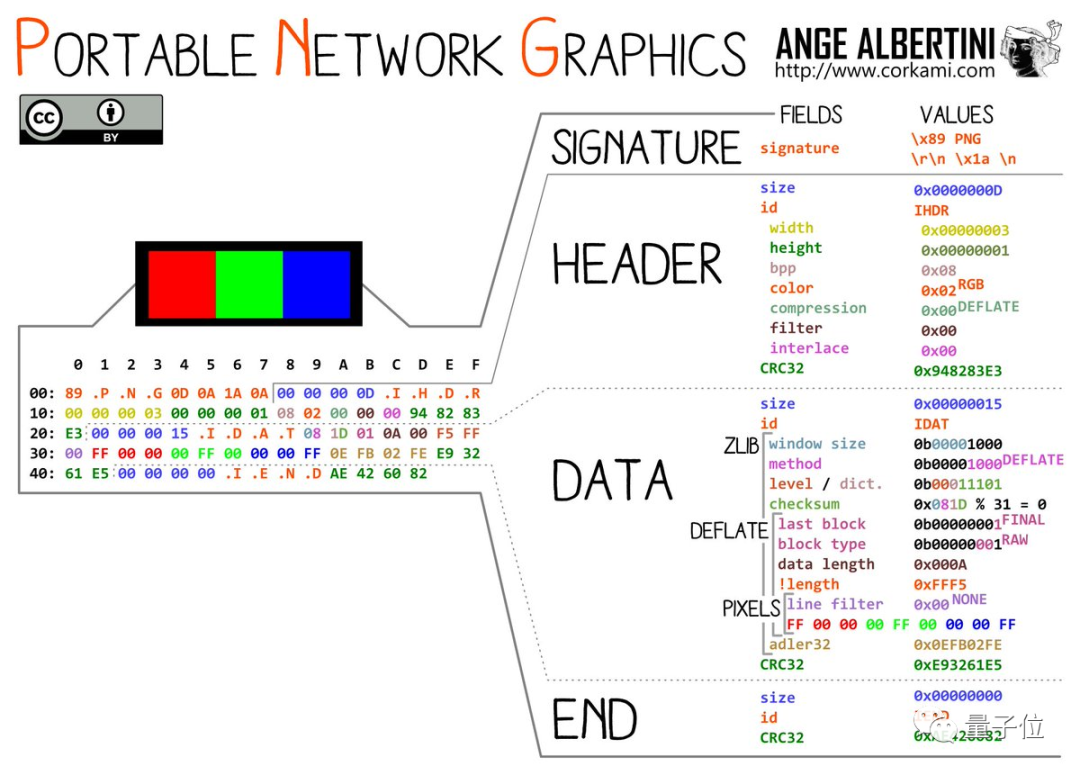 PORTABLE NETWORK GRAPHICS
ANGE ALBERTINI
http://www.corkami.com
cc BY
FIELDS VALUES
SIGNATURE
signature \x89 PNG
\r\n \x1a \n
HEADER
size 0x0000000D
id IHDR
width 0x00000003
height 0x00000001
bpp 0x08
color 0x02 RGB
compression 0x00 DEFLATE
filter 0x00
interlace 0x00
CRC32 0x948283E3
0 1 2 3 4 5 6 7 8 9 A B C D E F
00: 89 .P .N .G 0D 0A 1A 0A 00 00 00 0D .I .H .D .R
10: 00 00 00 03 00 00 00 01 08 02 00 00 00 94 82 83
20: E3 00 00 00 15 .I .D .A .T 08 1D 01 0A 00 F5 FF
30: 00 FF 00 00 00 FF 00 00 00 FF 0E FB 02 FE E9 32
40: 61 E5 00 00 00 00 .I .E .N .D AE 42 60 82
DATA
size 0x00000015
id IDAT
ZLIB
window size 0b00001000
method 0b00001000 DEFLATE
level / dict. 0b00011101
checksum 0x081D % 31 = 0
DEFLATE
last block 0b00000001 FINAL
block type 0b00000001 RAW
data length 0x000A
!length 0xFFF5
PIXELS
line filter 0x00 NONE
FF 00 00 00 FF 00 00 00 FF
adler32 0x0EFB02FE
CRC32 0xE93261E5
END
size 0x00000000
id
CRC32
量子位